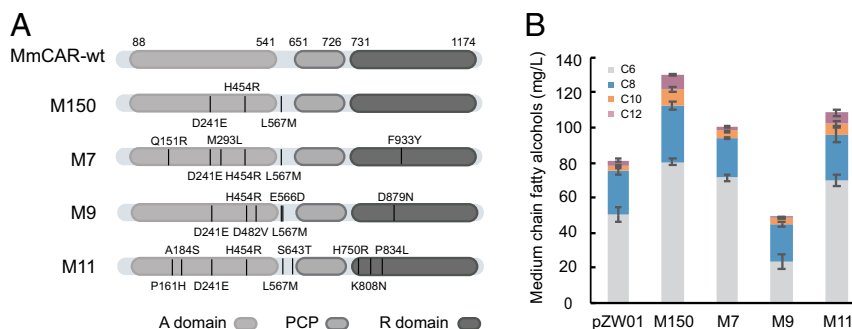 A
88 541 651 726 731 1174
MmCAR-wt
H454R
M150
D241E L567M
Q151R M293L F933Y
M7
D241E H454R L567M
H454R E566D D879N
M9
D241E D482V L567M
A184S H454R S643T H750R P834L
M11
P161H D241E L567M K808N
A domain PCP R domain
B
Medium chain fatty alcohols (mg/L)
140
120
100
80
60
40
20
0
C6
C8
C10
C12
pZW01 M150 M7 M9 M11